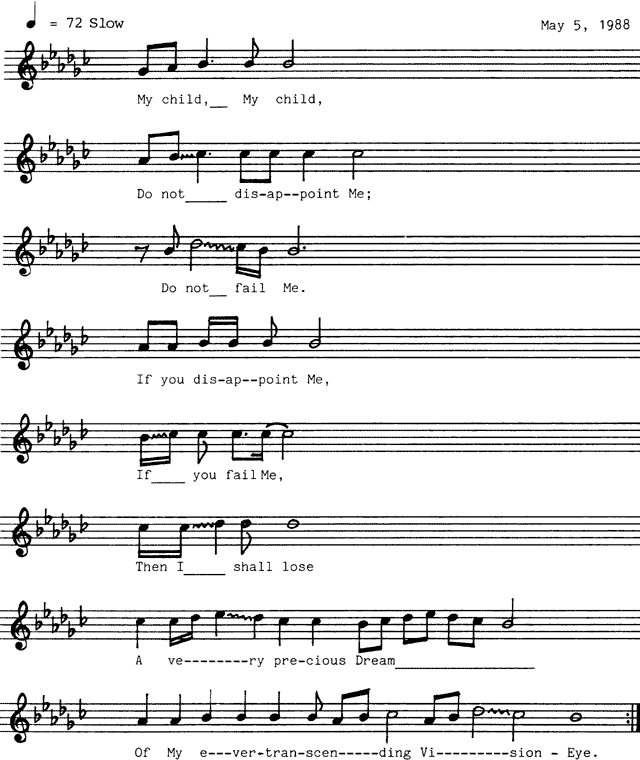 = 72 Slow
May 5, 1988
My child,__ My child,
Do not_____ dis-ap--point Me;
Do not__ fail Me.
If you dis-ap--point Me,
If____ you fail Me,
Then I_____ shall lose
A ve--------ry pre-cious Dream_________________
Of My e---ver-tran-scen-----ding Vi---------sion - Eye.